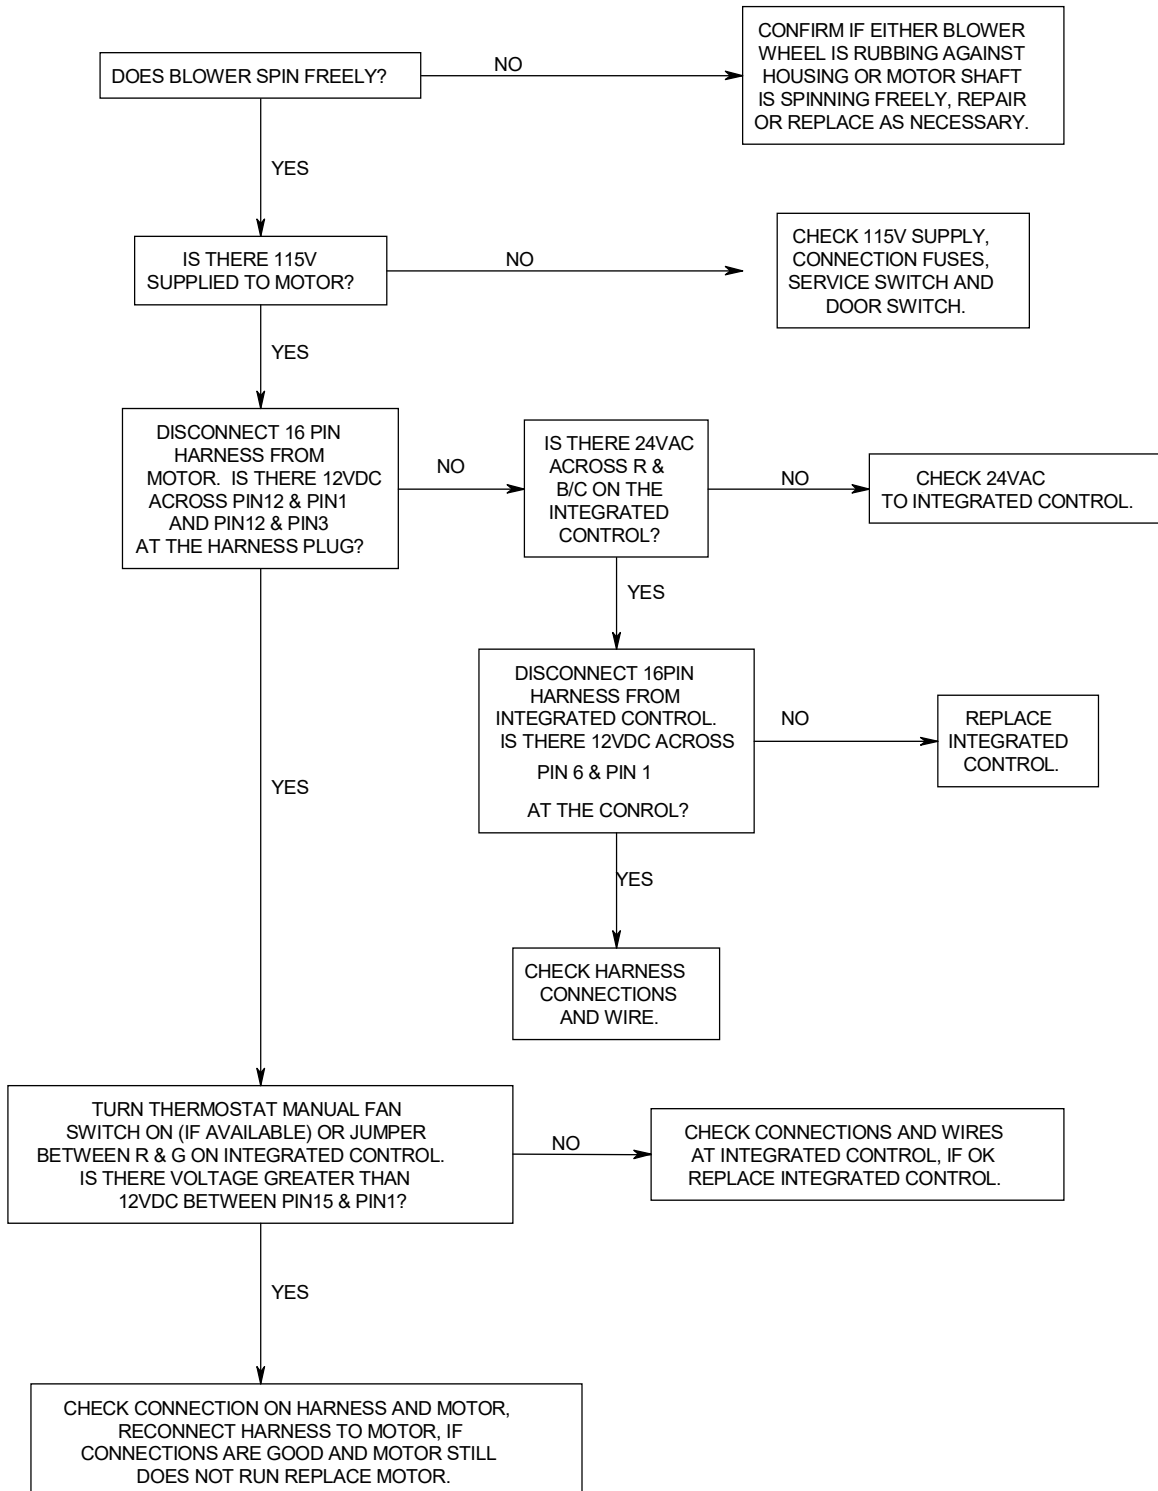 DOES BLOWER SPIN FREELY?
NO
CONFIRM IF EITHER BLOWER
WHEEL IS RUBBING AGAINST
HOUSING OR MOTOR SHAFT
IS SPINNING FREELY, REPAIR
OR REPLACE AS NECESSARY.
YES
IS THERE 115V
SUPPLIED TO MOTOR?
NO
CHECK 115V SUPPLY,
CONNECTION FUSES,
SERVICE SWITCH AND
DOOR SWITCH.
YES
DISCONNECT 16 PIN
HARNESS FROM
MOTOR. IS THERE 12VDC
ACROSS PIN12 & PIN1
AND PIN12 & PIN3
AT THE HARNESS PLUG?
NO
IS THERE 24VAC
ACROSS R &
B/C ON THE
INTEGRATED
CONTROL?
NO
CHECK 24VAC
TO INTEGRATED CONTROL.
YES
DISCONNECT 16PIN
HARNESS FROM
INTEGRATED CONTROL.
IS THERE 12VDC ACROSS
PIN 6 & PIN 1
AT THE CONROL?
NO
REPLACE
INTEGRATED
CONTROL.
YES
YES
CHECK HARNESS
CONNECTIONS
AND WIRE.
TURN THERMOSTAT MANUAL FAN
SWITCH ON (IF AVAILABLE) OR JUMPER
BETWEEN R & G ON INTEGRATED CONTROL.
IS THERE VOLTAGE GREATER THAN
12VDC BETWEEN PIN15 & PIN1?
NO
CHECK CONNECTIONS AND WIRES
AT INTEGRATED CONTROL, IF OK
REPLACE INTEGRATED CONTROL.
YES
CHECK CONNECTION ON HARNESS AND MOTOR,
RECONNECT HARNESS TO MOTOR, IF
CONNECTIONS ARE GOOD AND MOTOR STILL
DOES NOT RUN REPLACE MOTOR.